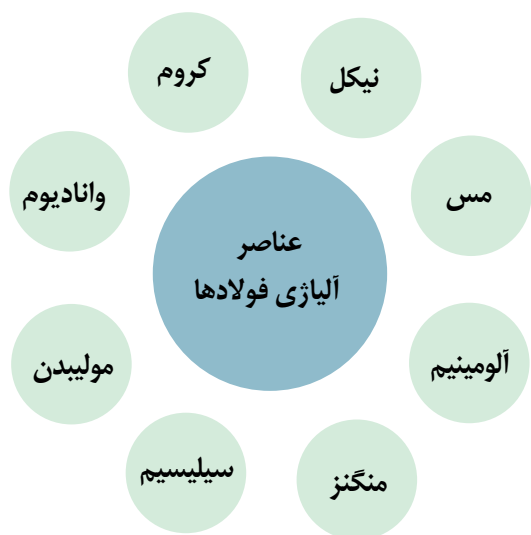 نیکل
کروم
مس
وانادیوم
عناصر
آلیاژی فولادها
آلومینیم
مولیبدن
سیلیسیم
منگنز